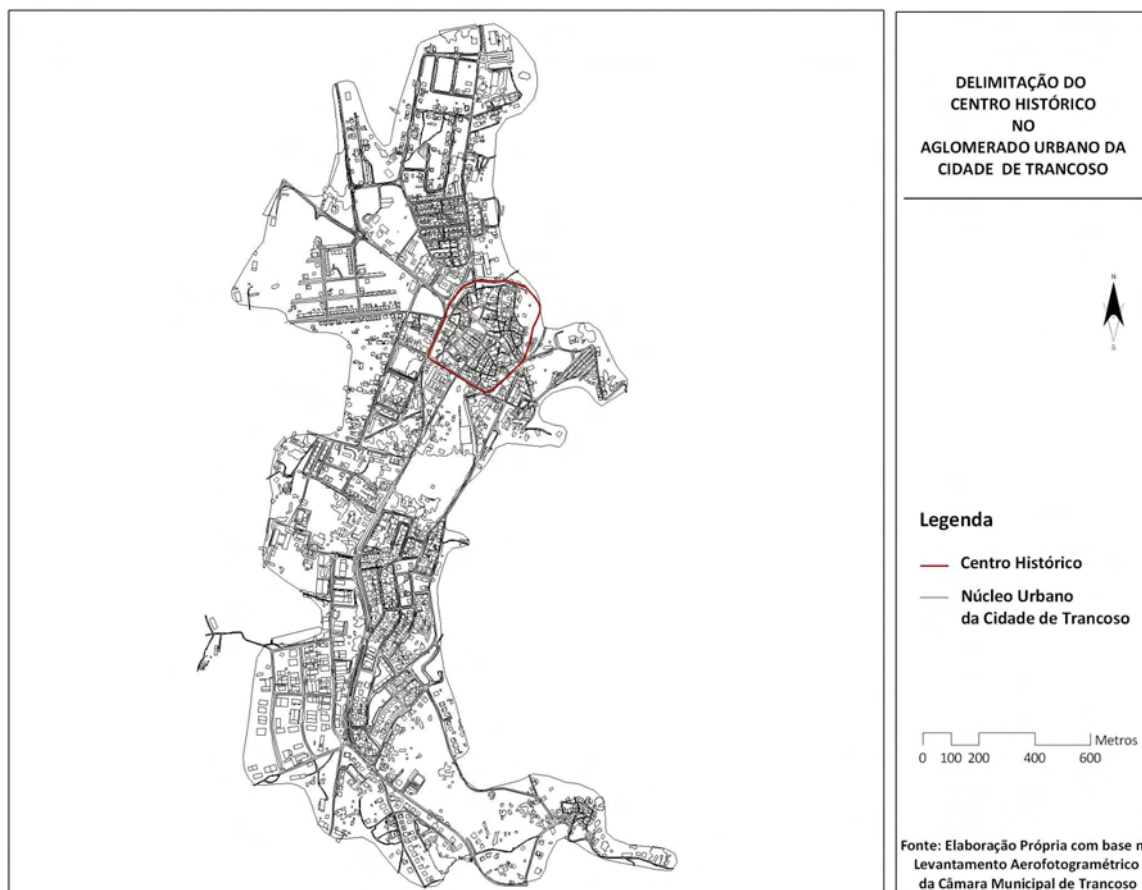 DELIMITAÇÃO DO
CENTRO HISTÓRICO
NO
AGLOMERADO URBANO DA
CIDADE DE TRANCOSO
N
S
Legenda
Centro Histórico
Núcleo Urbano
da Cidade de Trancoso
Metros
0 100 200 400 600
Fonte: Elaboração Própria com base n
Levantamento Aerofotogramétrico
da Câmara Municipal de Trancoso